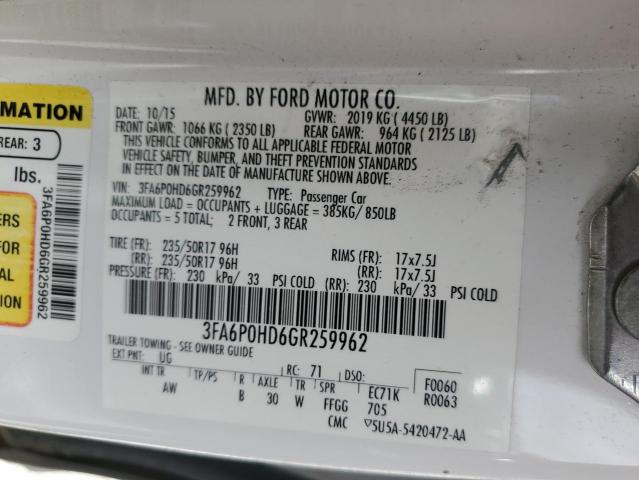 MFD. BY FORD MOTOR CO.
DATE: 10/15 GVWR: 2019 KG ( 4450 LB)
FRONT GAWR: 1066 KG ( 2350 LB) REAR GAWR: 964 KG ( 2125 LB)
THIS VEHICLE CONFORMS TO ALL APPLICABLE FEDERAL MOTOR
VEHICLE SAFETY, BUMPER, AND THEFT PREVENTION STANDARDS
IN EFFECT ON THE DATE OF MANUFACTURE SHOWN ABOVE.
VIN: 3FA6P0HD6GR259962 TYPE: Passenger Car
MAXIMUM LOAD = OCCUPANTS + LUGGAGE = 385KG/ 850LB
OCCUPANTS = 5 TOTAL; 2 FRONT, 3 REAR
TIRE (FR): 235/50R17 96H RIMS (FR): 17x7.5J
(RR): 235/50R17 96H (RR): 17x7.5J
PRESSURE (FR): 230 kPa/ 33 PSI COLD (RR): 230 kPa/ 33 PSI COLD
3FA6P0HD6GR259962
TRAILER TOWING - SEE OWNER GUIDE
EXT PNT: UG RC: 71 DSO: F0060
R0063
INT TR TP/PS R AXLE TR SPR EC71K
AW B 30 W FFGG 705
CMC ▽5U5A-5420472-AA
RMATION
REAR: 3
lbs.
3FA6P0HD6GR259962
ERS
FOR
AL
TION